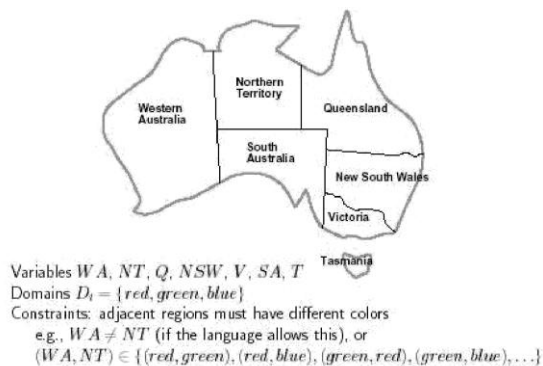 Northern
Territory
Western
Australia
Queensland
South
Australia
New South Wales
Victoria
Tasmania
Variables WA, NT, Q, NSW, V, SA, T
Domains Dᵢ = {red, green, blue}
Constraints: adjacent regions must have different colors
e.g., WA ≠ NT (if the language allows this), or
(WA, NT) ∈ {(red, green), (red, blue), (green, red), (green, blue), ...}